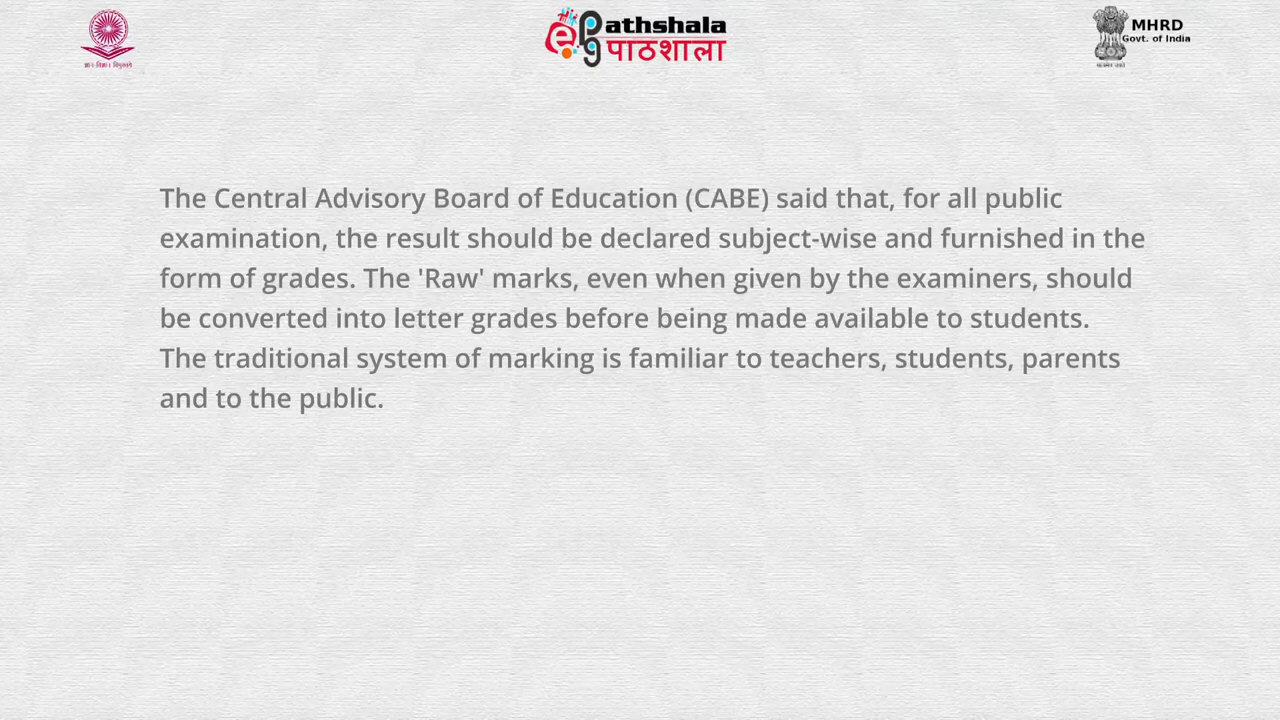 ePathshala
पाठशाला
MHRD
Govt. of India
The Central Advisory Board of Education (CABE) said that, for all public
examination, the result should be declared subject-wise and furnished in the
form of grades. The 'Raw' marks, even when given by the examiners, should
be converted into letter grades before being made available to students.
The traditional system of marking is familiar to teachers, students, parents
and to the public.